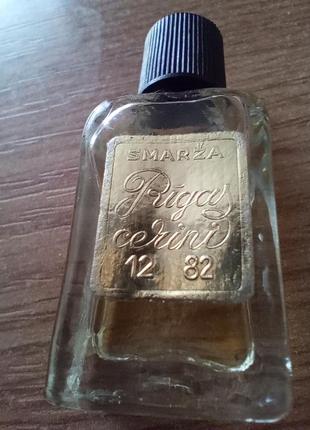 SMARŽA
Rīgas
ceriņi
12 82